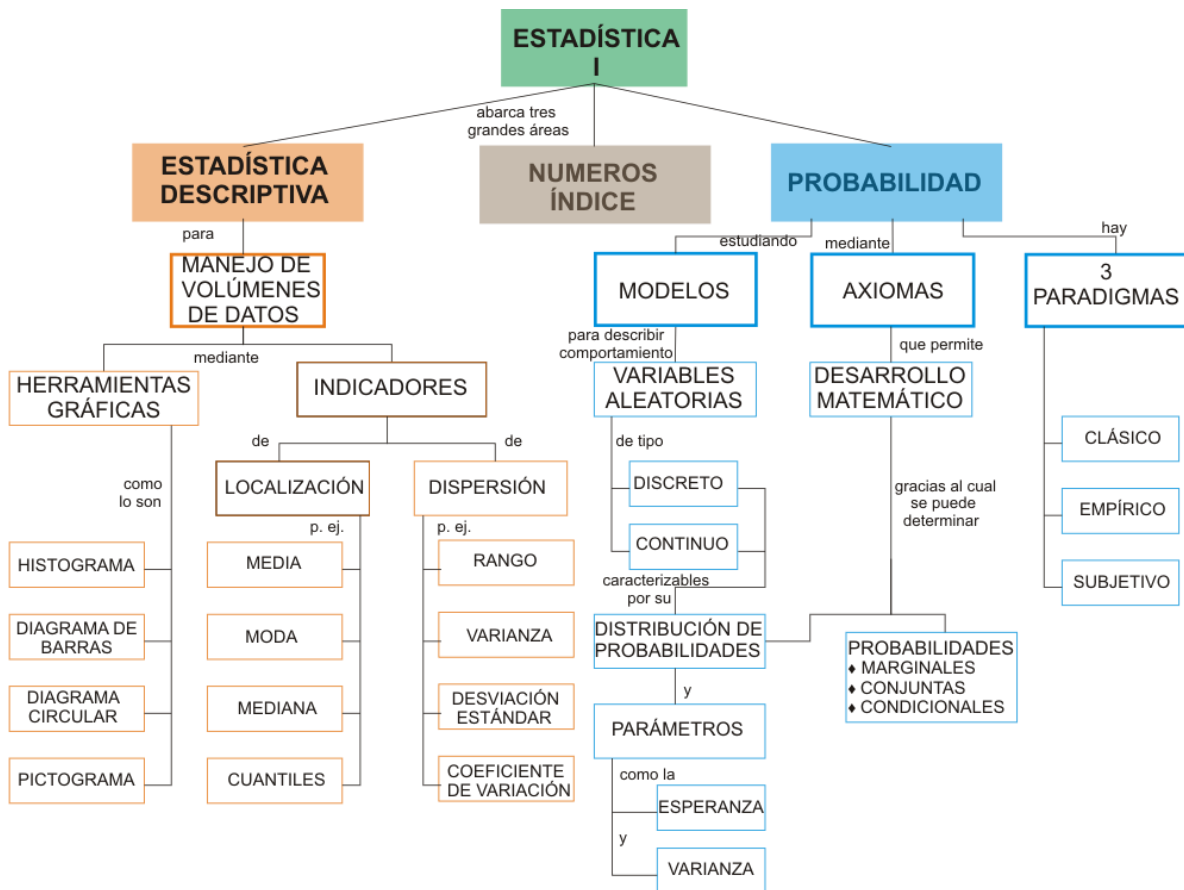 ESTADÍSTICA
I
abarca tres
grandes áreas
ESTADÍSTICA
DESCRIPTIVA
NUMEROS
ÍNDICE
PROBABILIDAD
para
estudiando
mediante
hay
MANEJO DE
VOLÚMENES
DE DATOS
MODELOS
AXIOMAS
3
PARADIGMAS
mediante
para describir
comportamiento
que permite
HERRAMIENTAS
GRÁFICAS
INDICADORES
VARIABLES
ALEATORIAS
DESARROLLO
MATEMÁTICO
de
de
de tipo
CLÁSICO
como
lo son
LOCALIZACIÓN
DISPERSIÓN
DISCRETO
gracias al cual
se puede
determinar
EMPÍRICO
p. ej.
p. ej.
CONTINUO
HISTOGRAMA
MEDIA
RANGO
caracterizables
por su
SUBJETIVO
DIAGRAMA DE
BARRAS
MODA
VARIANZA
DISTRIBUCIÓN DE
PROBABILIDADES
PROBABILIDADES
♦ MARGINALES
♦ CONJUNTAS
♦ CONDICIONALES
y
DIAGRAMA
CIRCULAR
MEDIANA
DESVIACIÓN
ESTÁNDAR
PARÁMETROS
PICTOGRAMA
CUANTILES
COEFICIENTE
DE VARIACIÓN
como la
ESPERANZA
y
VARIANZA